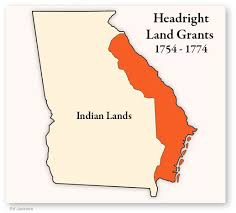 Headright
Land Grants
1754 - 1774
Indian Lands